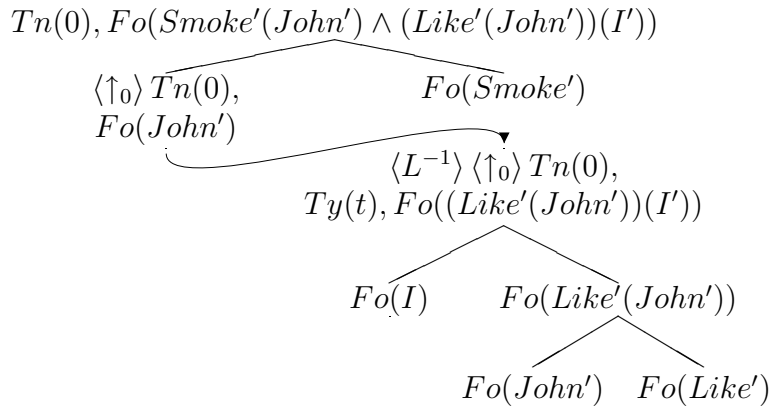 Tn(0), Fo(Smoke′(John′) ∧ (Like′(John′))(I′))
⟨↑₀⟩ Tn(0), Fo(Smoke′)
Fo(John′)
⟨L⁻¹⟩ ⟨↑₀⟩ Tn(0),
Ty(t), Fo((Like′(John′))(I′))
Fo(I) Fo(Like′(John′))
Fo(John′) Fo(Like′)